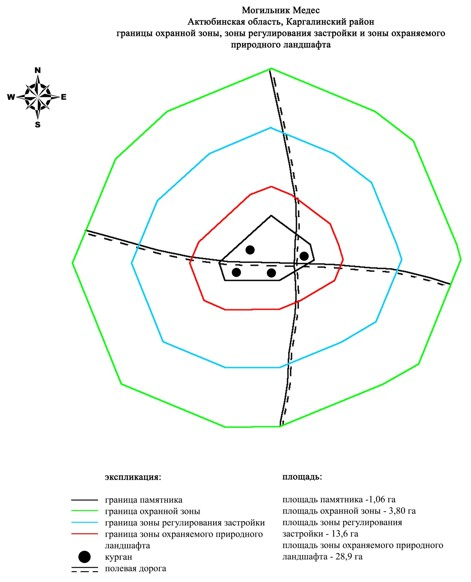 Могильник Медес
Актюбинская область, Каргалинский район
границы охранной зоны, зоны регулирования застройки и зоны охраняемого
природного ландшафта
N
W E
S
экспликация:
граница памятника
граница охранной зоны
граница зоны регулирования застройки
граница зоны охраняемого природного
ландшафта
курган
полевая дорога
площадь:
площадь памятника -1,06 га
площадь охранной зоны - 3,80 га
площадь зоны регулирования
застройки - 13,6 га
площадь зоны охраняемого природного
ландшафта - 28,9 га